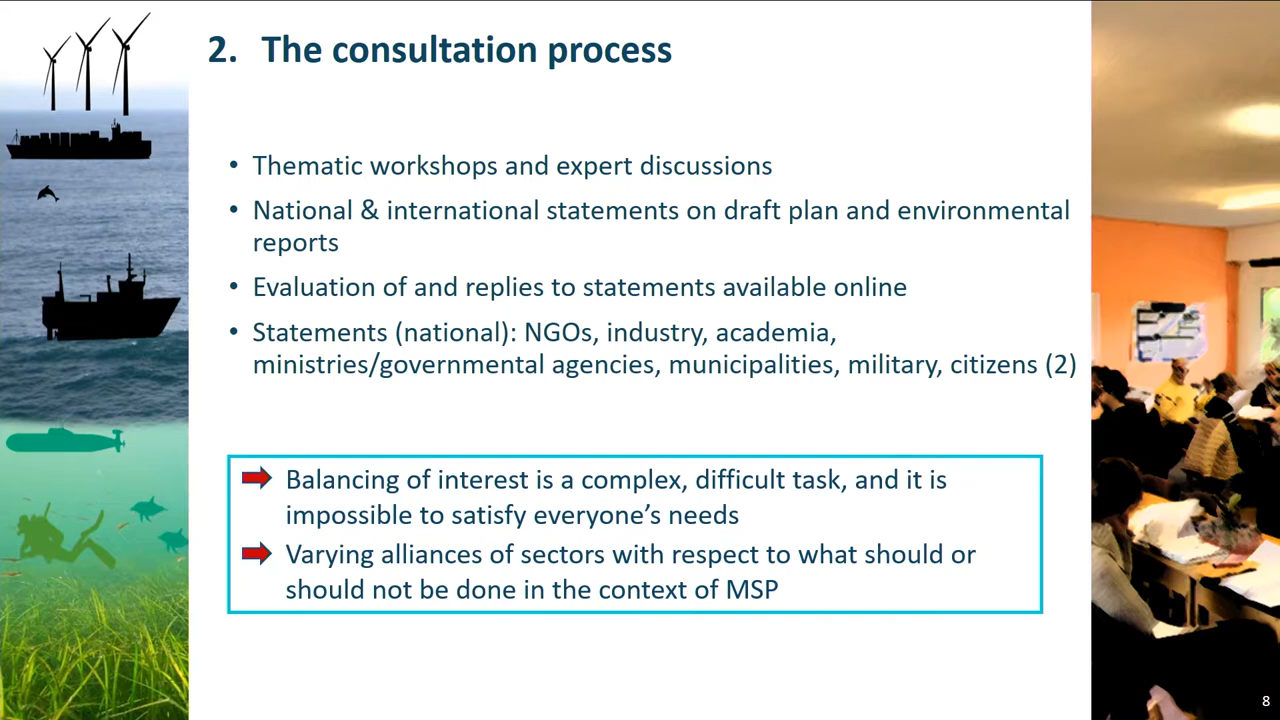 2. The consultation process
• Thematic workshops and expert discussions
• National & international statements on draft plan and environmental
reports
• Evaluation of and replies to statements available online
• Statements (national): NGOs, industry, academia,
ministries/governmental agencies, municipalities, military, citizens (2)
Balancing of interest is a complex, difficult task, and it is
impossible to satisfy everyone’s needs
Varying alliances of sectors with respect to what should or
should not be done in the context of MSP
8